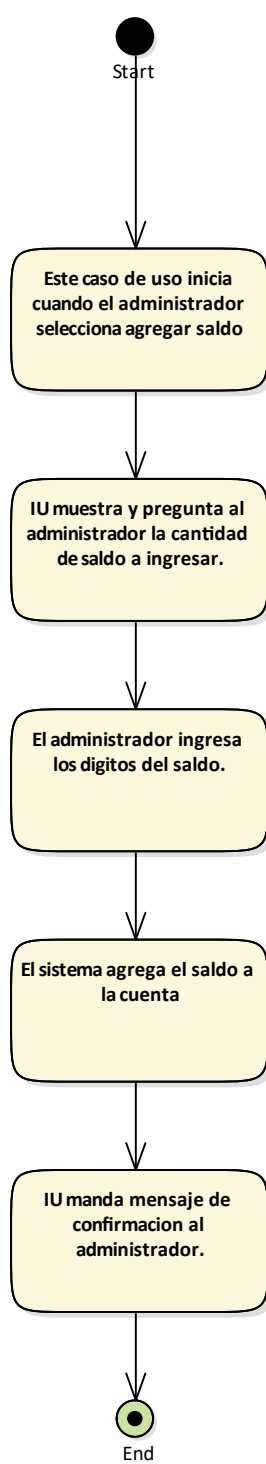 Start
Este caso de uso inicia
cuando el administrador
selecciona agregar saldo
IU muestra y pregunta al
administrador la cantidad
de saldo a ingresar.
El administrador ingresa
los digitos del saldo.
El sistema agrega el saldo a
la cuenta
IU manda mensaje de
confirmacion al
administrador.
End